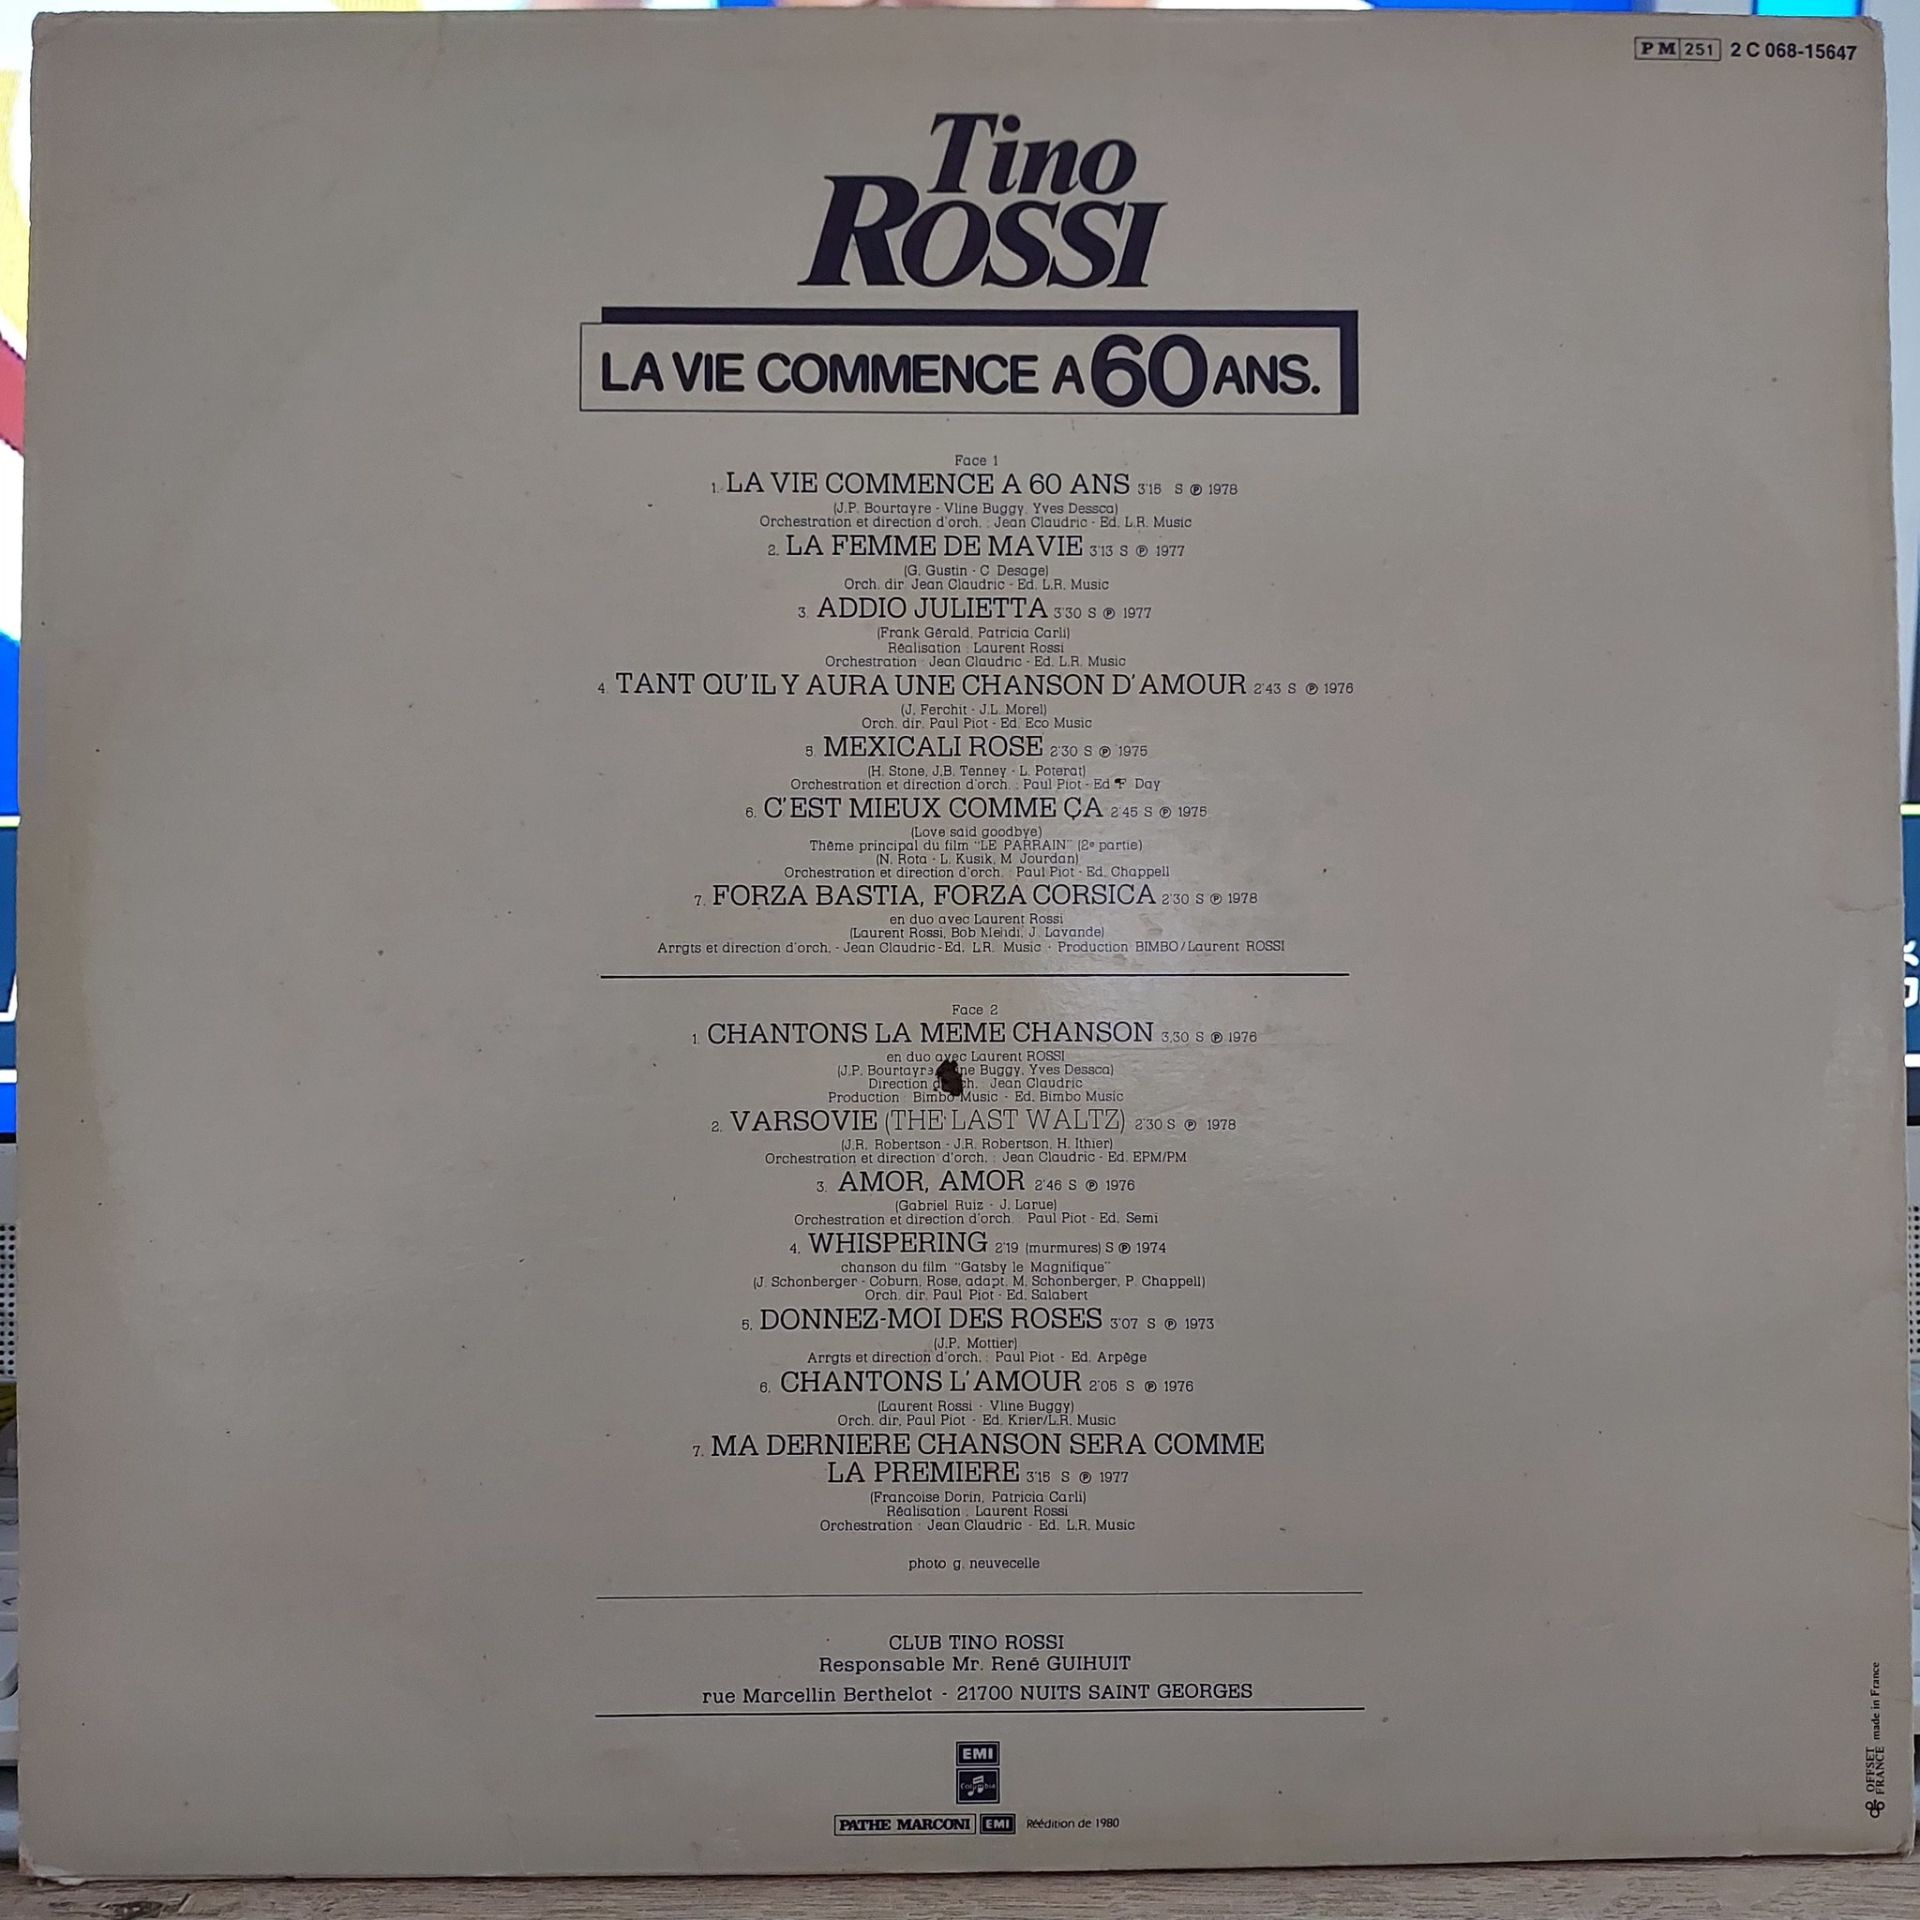 PM 251 2 C 068-15647
Tino
ROSSI
LA VIE COMMENCE A 60 ANS.
Face 1
1. LA VIE COMMENCE A 60 ANS 3'15 S Ⓟ 1978
(J.P. Bourtayre - Vline Buggy, Yves Dessca)
Orchestration et direction d'orch. : Jean Claudric - Ed. L.R. Music
2. LA FEMME DE MA VIE 3'13 S Ⓟ 1977
(G. Gustin - C. Desage)
Orch. dir. Jean Claudric - Ed. L.R. Music
3. ADDIO JULIETTA 3'30 S Ⓟ 1977
(Frank Gérald, Patricia Carli)
Réalisation : Laurent Rossi
Orchestration : Jean Claudric - Ed. L.R. Music
4. TANT QU'IL Y AURA UNE CHANSON D'AMOUR 2'43 S Ⓟ 1976
(J. Ferchit - J.L. Morel)
Orch. dir. Paul Piot - Ed. Eco Music
5. MEXICALI ROSE 2'30 S Ⓟ 1975
(H. Stone, J.B. Tenney - L. Poterat)
Orchestration et direction d'orch. : Paul Piot - Ed F Day
6. C'EST MIEUX COMME ÇA 2'45 S Ⓟ 1975
(Love said goodbye)
Thême principal du film "LE PARRAIN" (2e partie)
(N. Rota - L. Kusik, M. Jourdan)
Orchestration et direction d'orch. : Paul Piot - Ed. Chappell
7. FORZA BASTIA, FORZA CORSICA 2'30 S Ⓟ 1978
en duo avec Laurent Rossi
(Laurent Rossi, Bob Mehdi, J. Lavande)
Arrgts et direction d'orch. - Jean Claudric - Ed. L.R. Music - Production BIMBO/Laurent ROSSI
Face 2
1. CHANTONS LA MEME CHANSON 3,30 S Ⓟ 1976
en duo avec Laurent ROSSI
(J.P. Bourtayre Buggy, Yves Dessca)
Direction Jean Claudric
Production : Bimbo Music - Ed. Bimbo Music
2. VARSOVIE (THE LAST WALTZ) 2'30 S Ⓟ 1978
(J.R. Robertson - J.R. Robertson, H. Ithier)
Orchestration et direction d'orch. : Jean Claudric - Ed. EPM/PM
3. AMOR, AMOR 2'46 S Ⓟ 1976
(Gabriel Ruiz - J. Larue)
Orchestration et direction d'orch. : Paul Piot - Ed. Semi
4. WHISPERING 2'19 (murmures) S Ⓟ 1974
chanson du film "Gatsby le Magnifique"
(J. Schonberger - Coburn, Rose, adapt. M. Schonberger, P. Chappell)
Orch. dir. Paul Piot - Ed. Salabert
5. DONNEZ-MOI DES ROSES 3'07 S Ⓟ 1973
(J.P. Mottier)
Arrgts et direction d'orch. : Paul Piot - Ed. Arpège
6. CHANTONS L'AMOUR 2'05 S Ⓟ 1976
(Laurent Rossi - Vline Buggy)
Orch. dir. Paul Piot - Ed. Krier/L.R. Music
7. MA DERNIERE CHANSON SERA COMME
LA PREMIERE 3'15 S Ⓟ 1977
(Francoise Dorin, Patricia Carli)
Réalisation : Laurent Rossi
Orchestration : Jean Claudric - Ed. L.R. Music
photo g. neuvecelle
CLUB TINO ROSSI
Responsable Mr. René GUIHUIT
rue Marcellin Berthelot - 21700 NUITS SAINT GEORGES
EMI
Columbia
PATHE MARCONI EMI Réédition de 1980
OFFSET FRANCE made in France